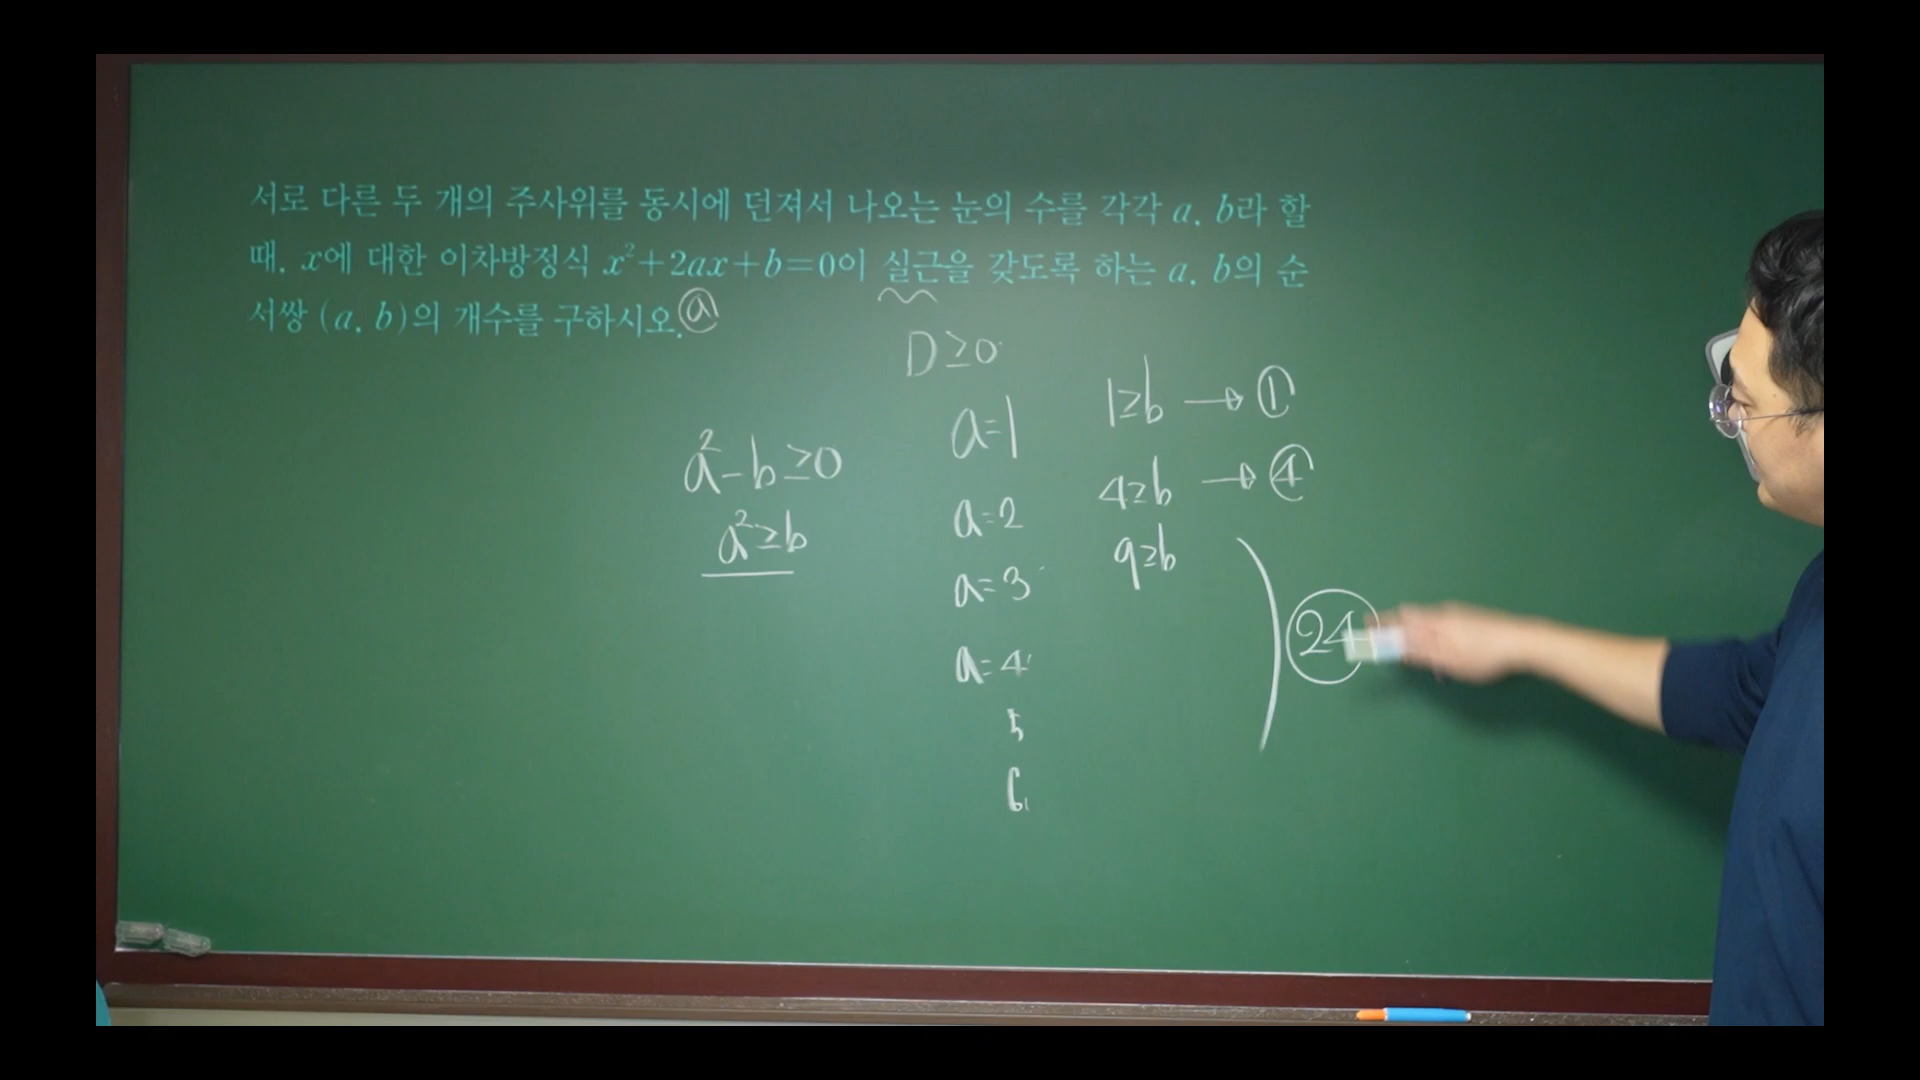 서로 다른 두 개의 주사위를 동시에 던져서 나오는 눈의 수를 각각 a, b라 할
때, x에 대한 이차방정식 x²+2ax+b=0이 실근을 갖도록 하는 a, b의 순
서쌍 (a, b)의 개수를 구하시오. a
D≥0
a²-b≥0
a²≥b
a=1 1≥b → 1
a=2 4≥b → 4
a=3 9≥b
a=4
5
6
24